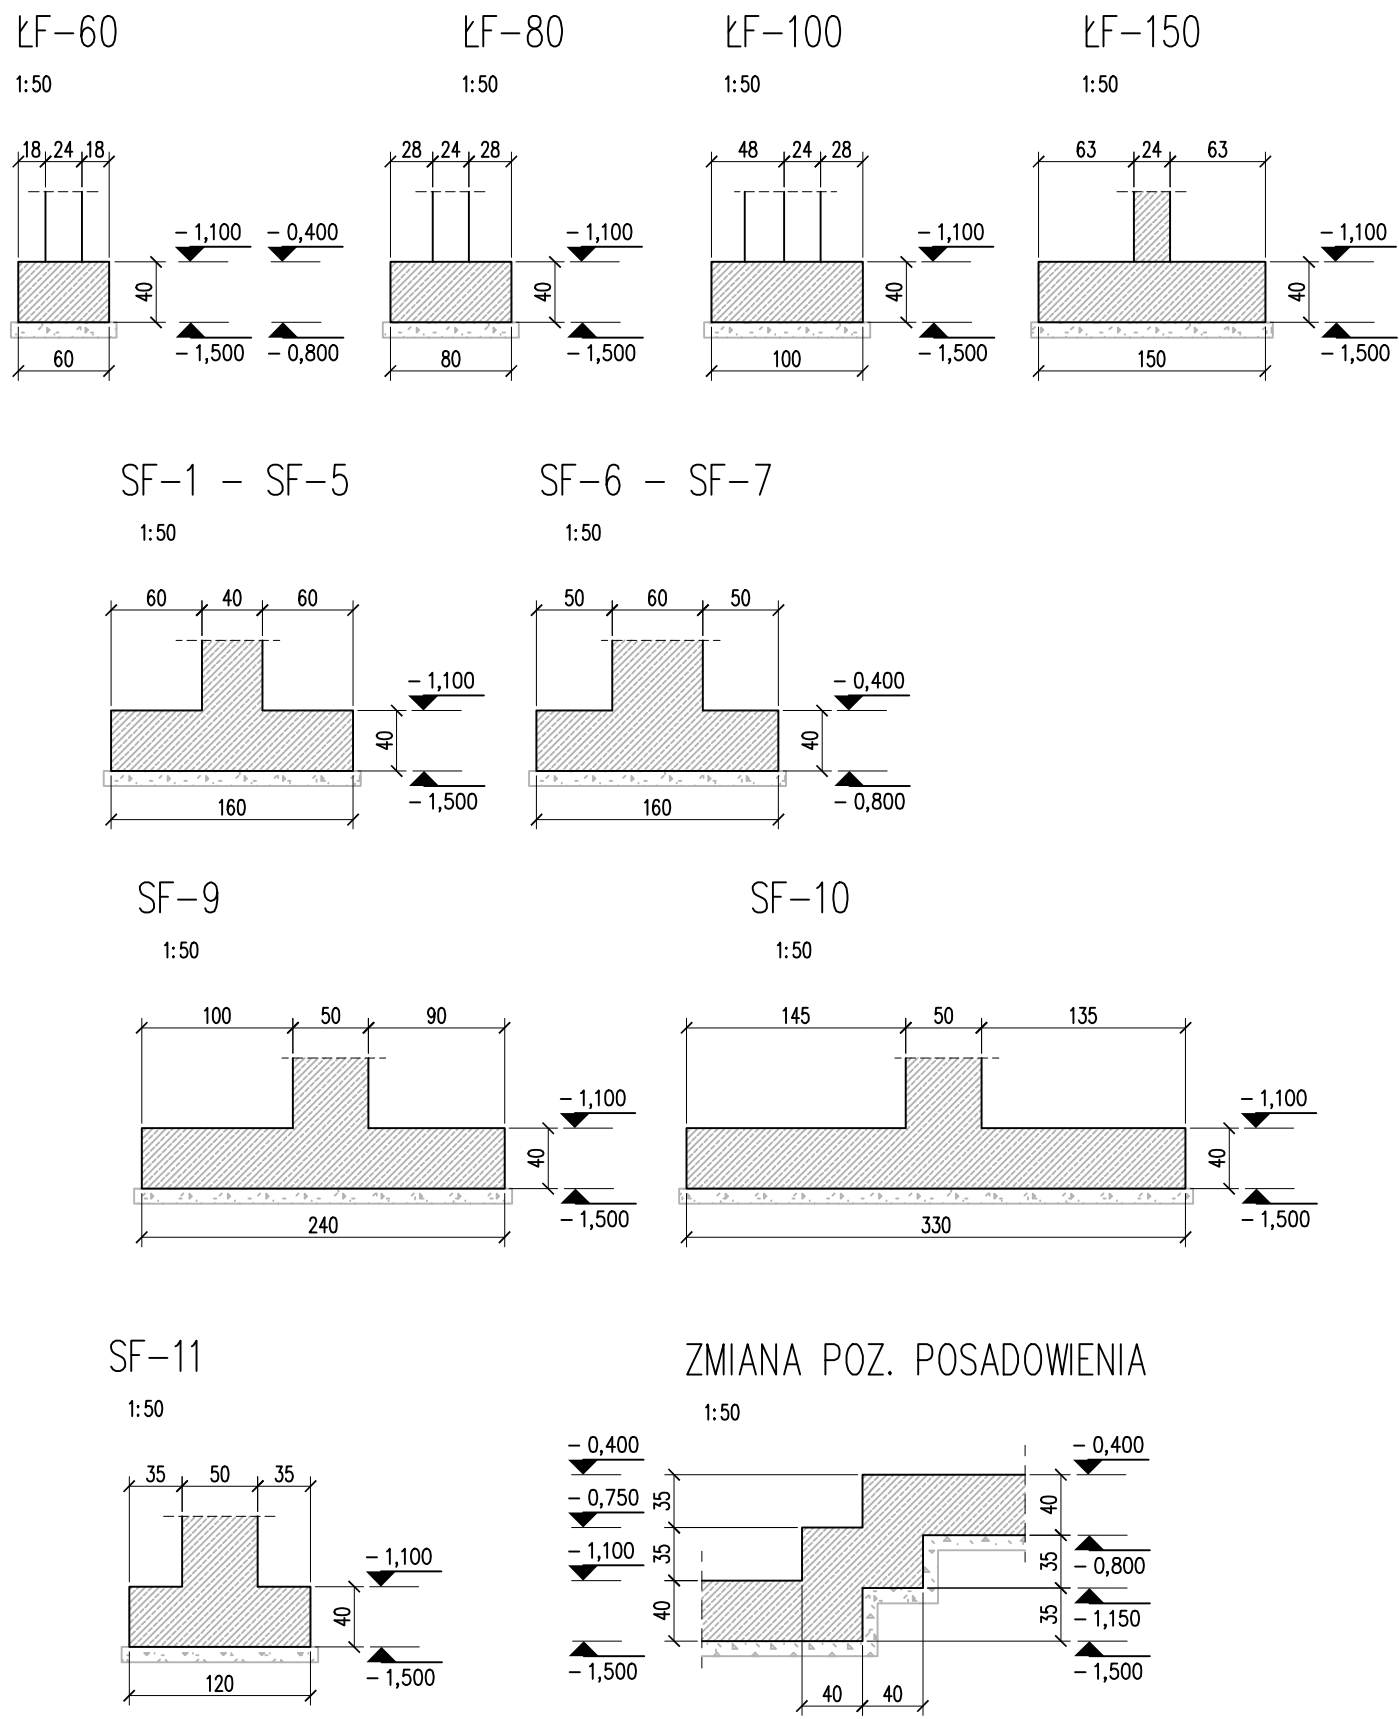 ŁF-60 ŁF-80 ŁF-100 ŁF-150
1:50 1:50 1:50 1:50
18 24 18 28 24 28 48 24 28 63 24 63
- 1,100 - 0,400 - 1,100 - 1,100 - 1,100
40 40 40 40
- 1,500 - 0,800 - 1,500 - 1,500 - 1,500
60 80 100 150
SF-1 - SF-5 SF-6 - SF-7
1:50 1:50
60 40 60 50 60 50
- 1,100 - 0,400
40 40
- 1,500 - 0,800
160 160
SF-9 SF-10
1:50 1:50
100 50 90 145 50 135
- 1,100 - 1,100
40 40
- 1,500 - 1,500
240 330
SF-11 ZMIANA POZ. POSADOWIENIA
1:50 1:50
35 50 35
- 1,100
40
- 1,500
120
- 0,400 - 0,400
- 0,750 35 40
- 1,100 35 35 - 0,800
40 35 - 1,150
- 1,500 - 1,500
40 40